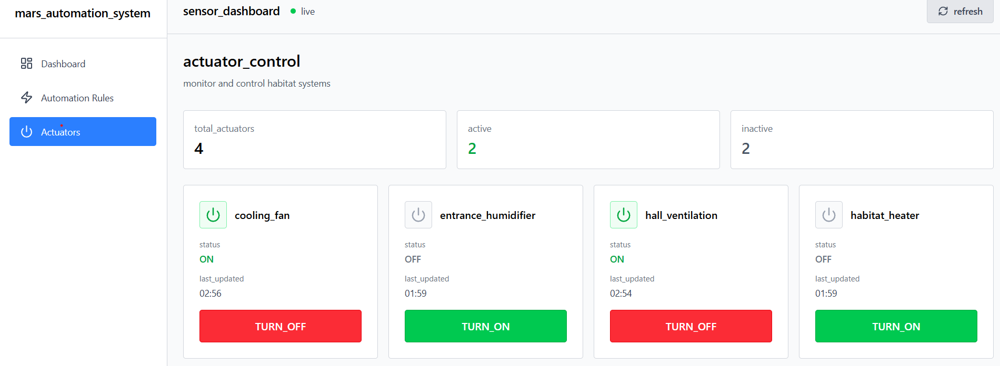 mars_automation_system
Dashboard
Automation Rules
Actuators
sensor_dashboard
live
refresh
actuator_control
monitor and control habitat systems
total_actuators
4
active
2
inactive
2
cooling_fan
status
ON
last_updated
02:56
TURN_OFF
entrance_humidifier
status
OFF
last_updated
01:59
TURN_ON
hall_ventilation
status
ON
last_updated
02:54
TURN_OFF
habitat_heater
status
OFF
last_updated
01:59
TURN_ON